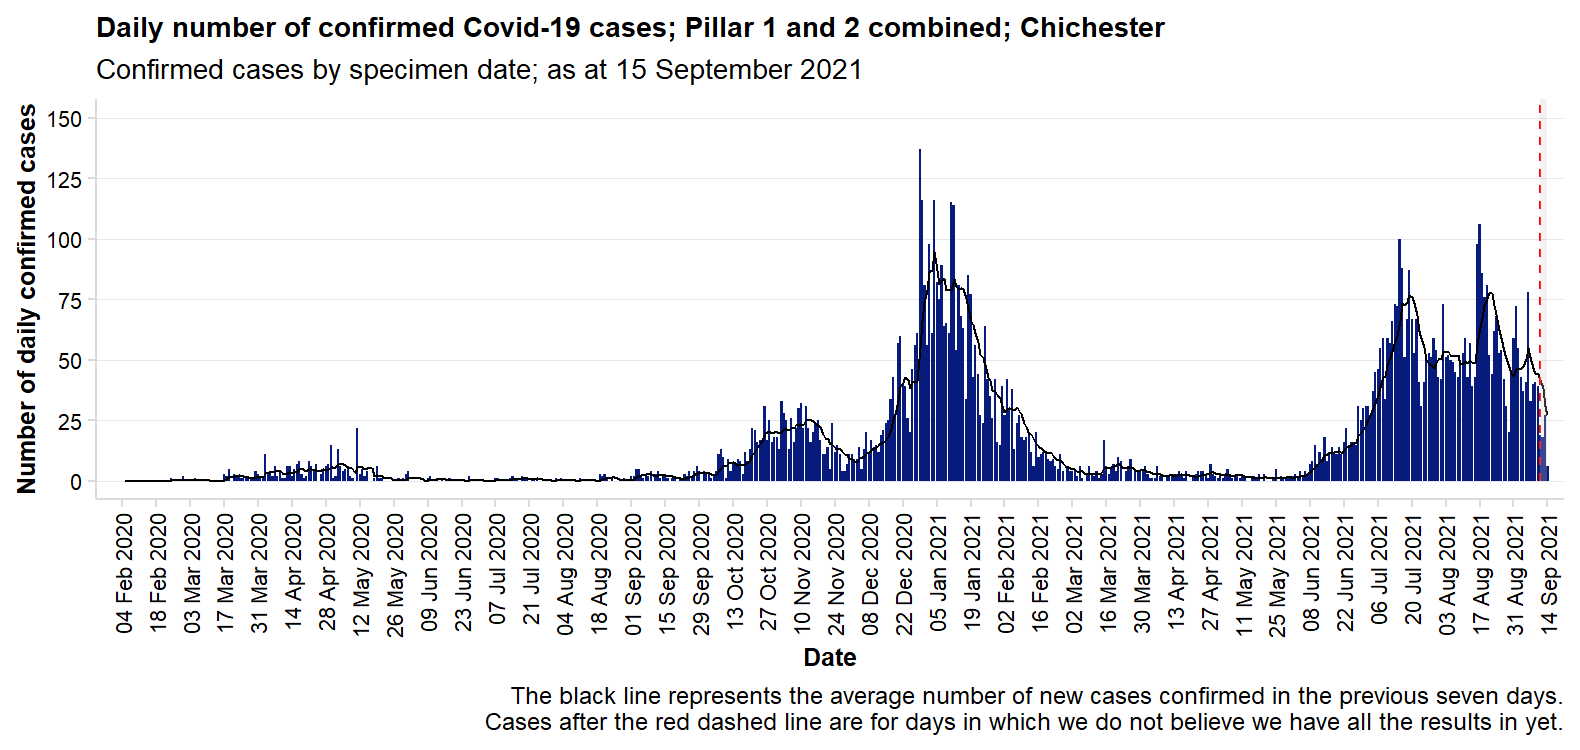 Daily number of confirmed Covid-19 cases; Pillar 1 and 2 combined; Chichester
Confirmed cases by specimen date; as at 15 September 2021
Number of daily confirmed cases
150
125
100
75
50
25
0
04 Feb 2020
18 Feb 2020
03 Mar 2020
17 Mar 2020
31 Mar 2020
14 Apr 2020
28 Apr 2020
12 May 2020
26 May 2020
09 Jun 2020
23 Jun 2020
07 Jul 2020
21 Jul 2020
04 Aug 2020
18 Aug 2020
01 Sep 2020
15 Sep 2020
29 Sep 2020
13 Oct 2020
27 Oct 2020
10 Nov 2020
24 Nov 2020
08 Dec 2020
22 Dec 2020
05 Jan 2021
19 Jan 2021
02 Feb 2021
16 Feb 2021
02 Mar 2021
16 Mar 2021
30 Mar 2021
13 Apr 2021
27 Apr 2021
11 May 2021
25 May 2021
08 Jun 2021
22 Jun 2021
06 Jul 2021
20 Jul 2021
03 Aug 2021
17 Aug 2021
31 Aug 2021
14 Sep 2021
Date
The black line represents the average number of new cases confirmed in the previous seven days.
Cases after the red dashed line are for days in which we do not believe we have all the results in yet.